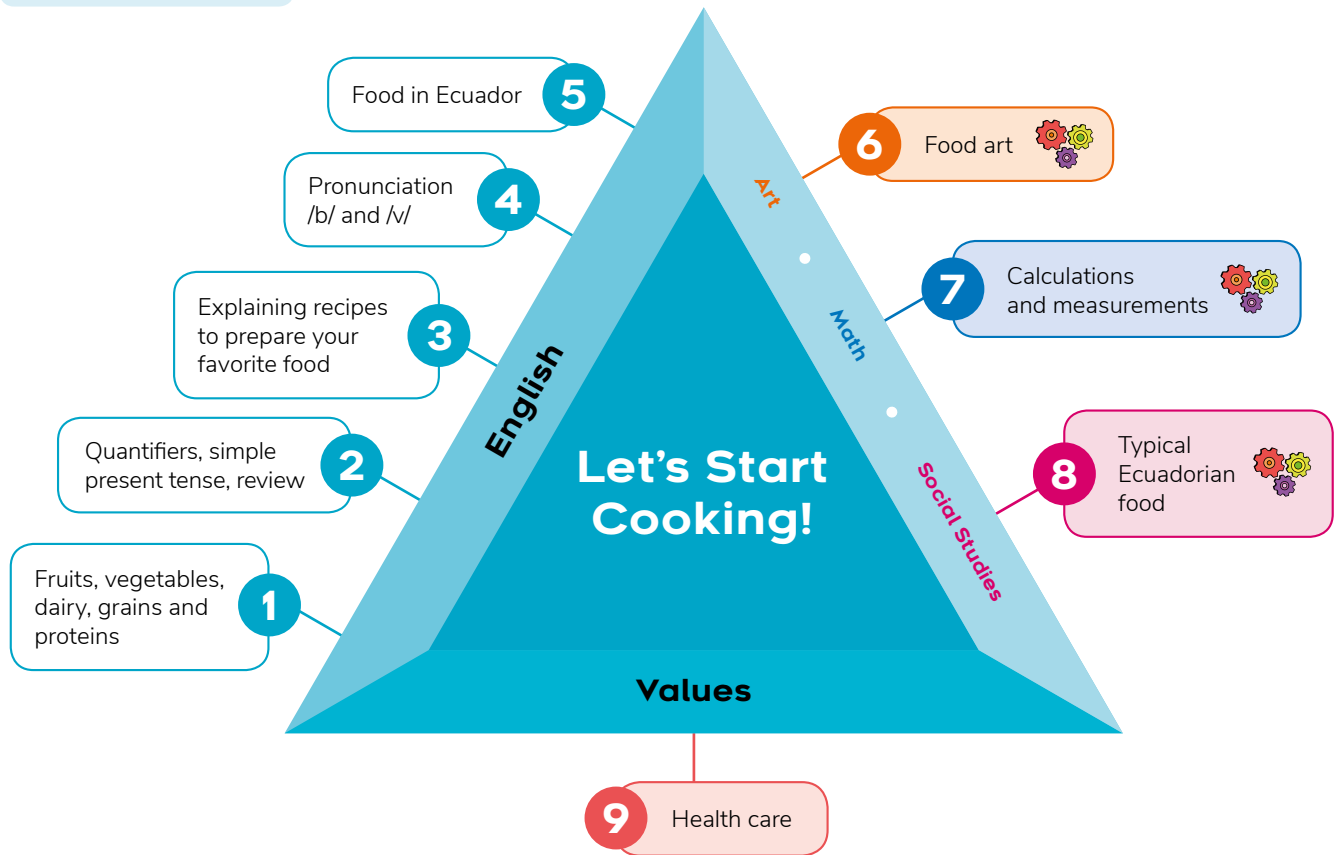 Fruits, vegetables,
dairy, grains and
proteins
1
Quantifiers, simple
present tense, review
2
Explaining recipes
to prepare your
favorite food
3
Pronunciation
/b/ and /v/
4
Food in Ecuador
5
English
Let's Start
Cooking!
Art
Math
Social Studies
6
Food art
7
Calculations
and measurements
8
Typical
Ecuadorian
food
Values
9
Health care